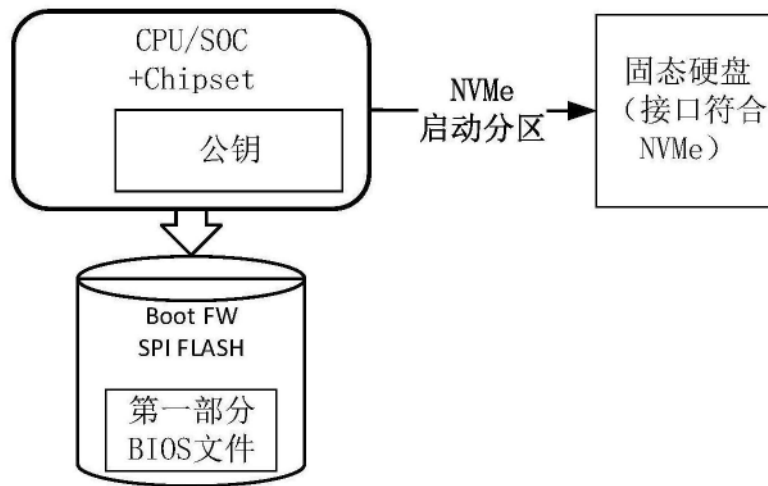 CPU/SOC
+Chipset
公钥
NVMe
启动分区
固态硬盘
（接口符合
NVMe）
Boot FW
SPI FLASH
第一部分
BIOS文件